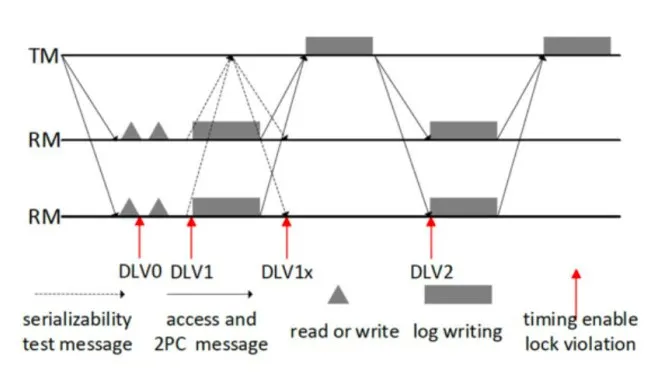 TM
RM
RM
DLV0 DLV1 DLV1x DLV2
serializability test message
access and 2PC message
read or write
log writing
timing enable lock violation